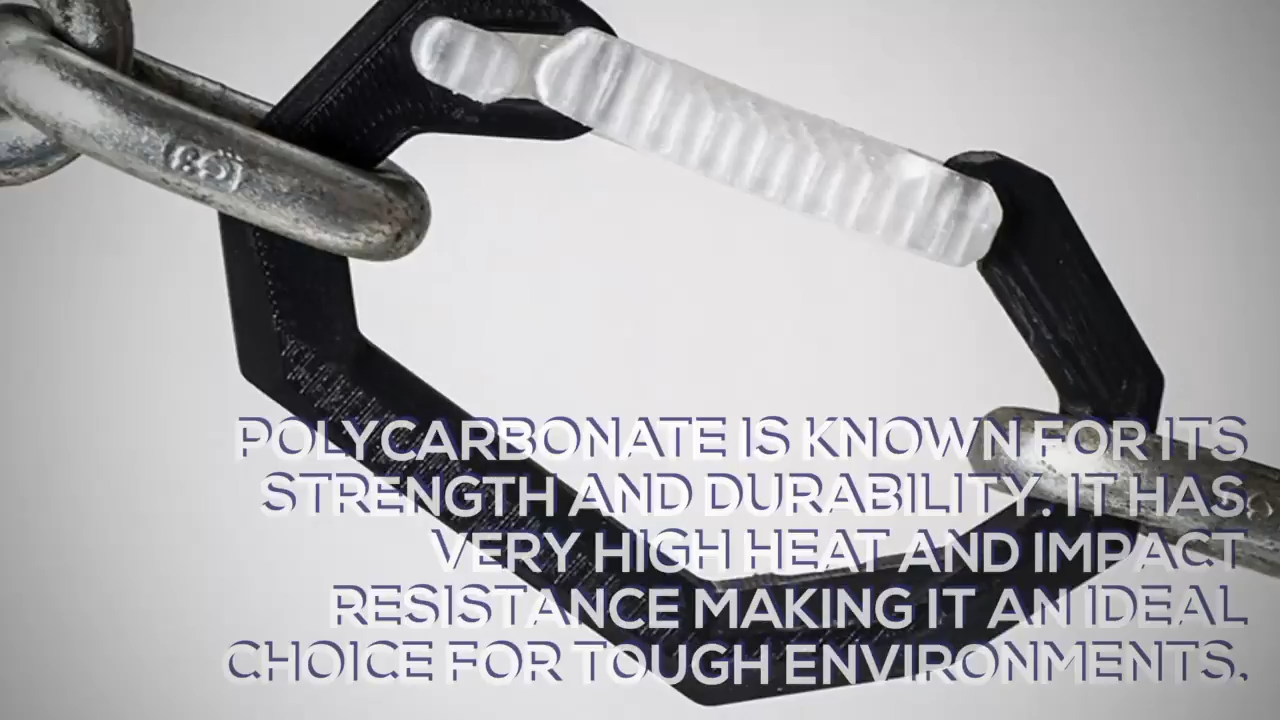 POLYCARBONATE IS KNOWN FOR ITS
STRENGTH AND DURABILITY. IT HAS
VERY HIGH HEAT AND IMPACT
RESISTANCE MAKING IT AN IDEAL
CHOICE FOR TOUGH ENVIRONMENTS.